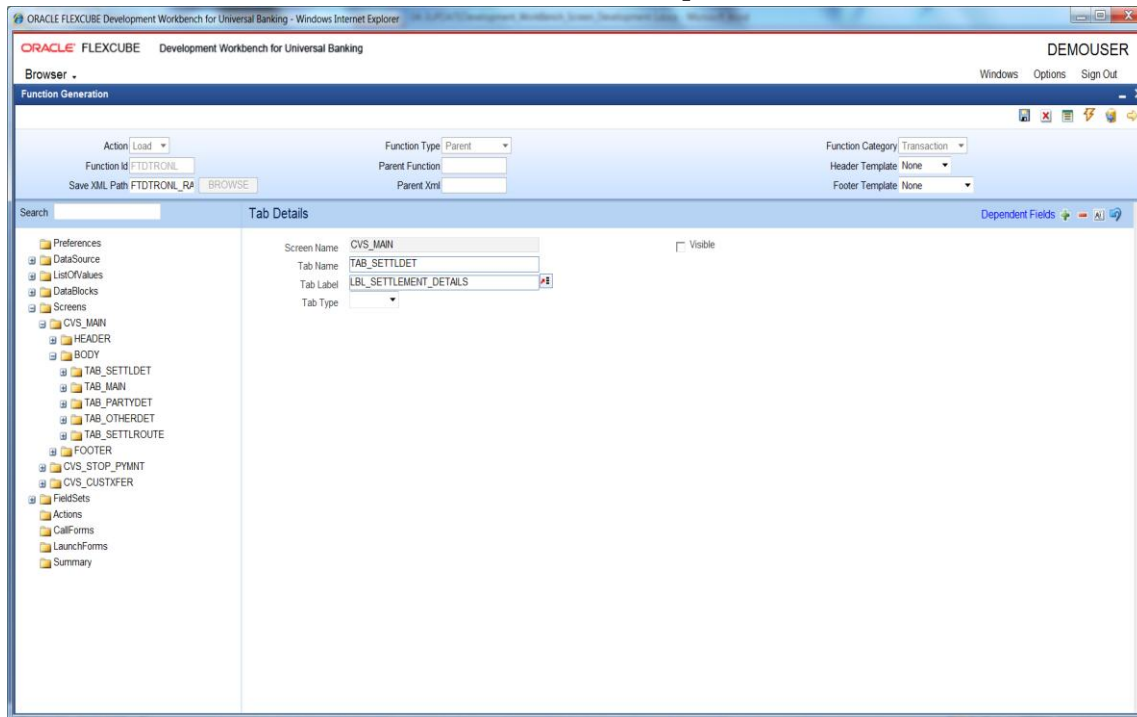 ORACLE FLEXCUBE Development Workbench for Universal Banking - Windows Internet Explorer
ORACLE FLEXCUBE Development Workbench for Universal Banking DEMOUSER
Browser Windows Options Sign Out
Function Generation
Action Load Function Type Parent Function Category Transaction
Function Id FTDTRONL Parent Function Header Template None
Save XML Path FTDTRONL_RA BROWSE Parent Xml Footer Template None
Search Tab Details Dependent Fields
Preferences
DataSource
ListOfValues
DataBlocks
Screens
CVS_MAIN
HEADER
BODY
TAB_SETTLDET
TAB_MAIN
TAB_PARTYDET
TAB_OTHERDET
TAB_SETTLROUTE
FOOTER
CVS_STOP_PYMNT
CVS_CUSTXFER
FieldSets
Actions
CallForms
LaunchForms
Summary
Screen Name CVS_MAIN Visible
Tab Name TAB_SETTLDET
Tab Label LBL_SETTLEMENT_DETAILS
Tab Type